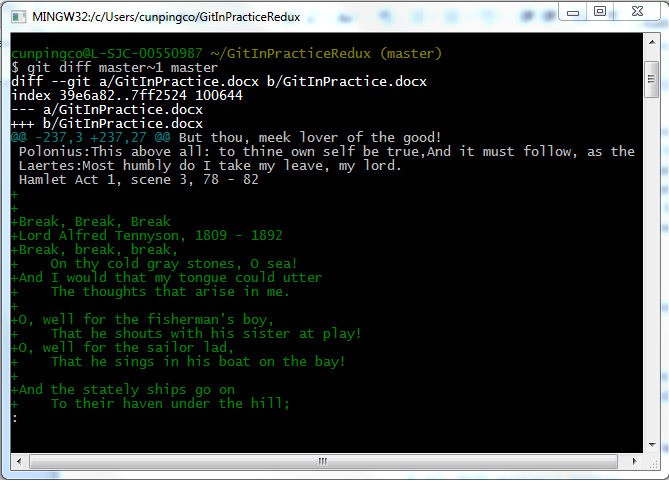 MINGW32:/c/Users/cunpingco/GitInPracticeRedux
cunpingco@L-SJC-00550987 ~/GitInPracticeRedux (master)
$ git diff master~1 master
diff --git a/GitInPractice.docx b/GitInPractice.docx
index 39e6a82..7ff2524 100644
--- a/GitInPractice.docx
+++ b/GitInPractice.docx
@@ -237,3 +237,27 @@ But thou, meek lover of the good!
 Polonius:This above all: to thine own self be true,And it must follow, as the
 Laertes:Most humbly do I take my leave, my lord.
 Hamlet Act 1, scene 3, 78 - 82
+
+
+Break, Break, Break
+Lord Alfred Tennyson, 1809 - 1892
+Break, break, break,
+    On thy cold gray stones, O sea!
+And I would that my tongue could utter
+    The thoughts that arise in me.
+
+O, well for the fisherman's boy,
+    That he shouts with his sister at play!
+O, well for the sailor lad,
+    That he sings in his boat on the bay!
+
+And the stately ships go on
+    To their haven under the hill;
: